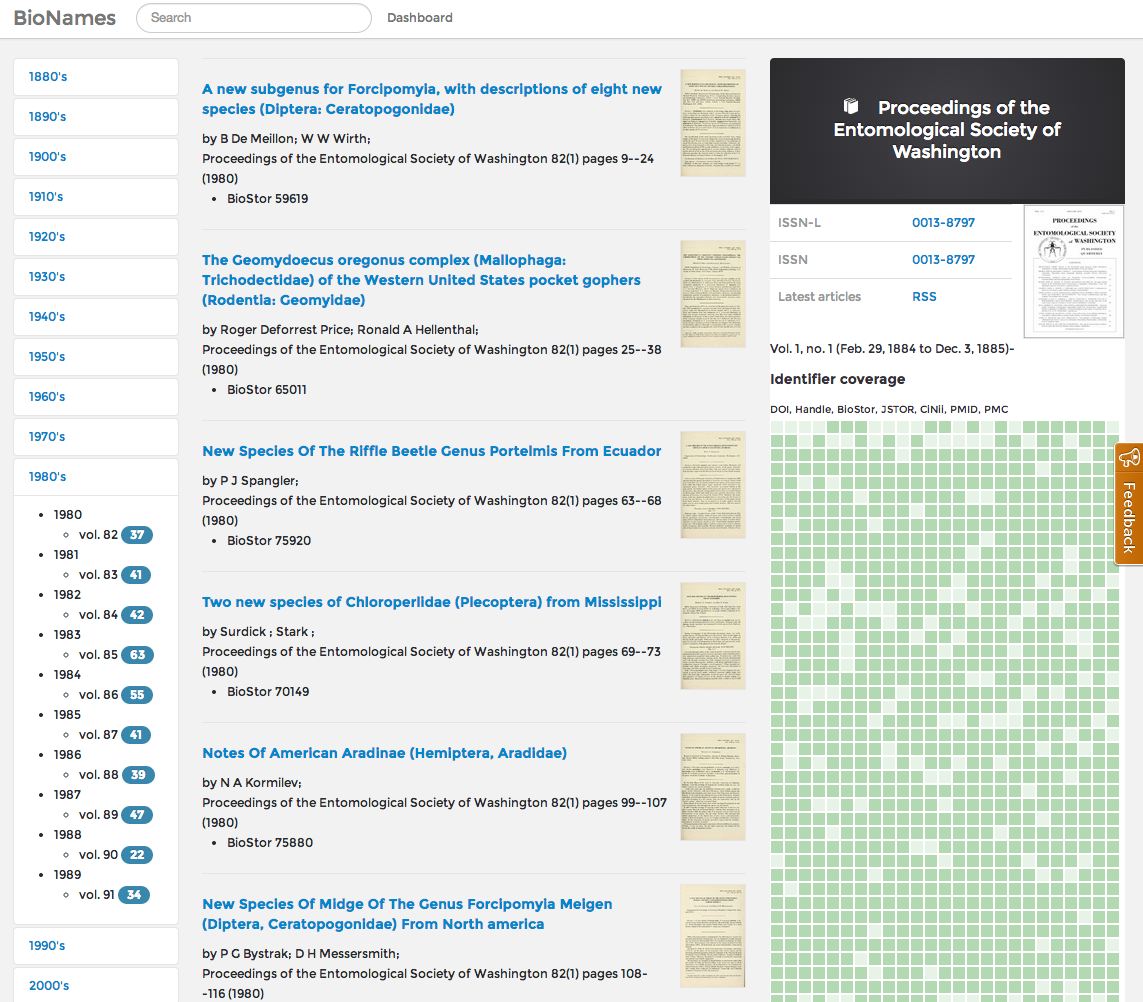 BioNames
Search
Dashboard
1880's
1890's
1900's
1910's
1920's
1930's
1940's
1950's
1960's
1970's
1980's
1980
vol. 82 37
1981
vol. 83 41
1982
vol. 84 42
1983
vol. 85 63
1984
vol. 86 55
1985
vol. 87 41
1986
vol. 88 39
1987
vol. 89 47
1988
vol. 90 22
1989
vol. 91 34
1990's
2000's
A new subgenus for Forcipomyia, with descriptions of eight new
species (Diptera: Ceratopogonidae)
by B De Meillon; W W Wirth;
Proceedings of the Entomological Society of Washington 82(1) pages 9--24
(1980)
BioStor 59619
The Geomydoecus oregonus complex (Mallophaga:
Trichodectidae) of the Western United States pocket gophers
(Rodentia: Geomyidae)
by Roger Deforrest Price; Ronald A Hellenthal;
Proceedings of the Entomological Society of Washington 82(1) pages 25--38
(1980)
BioStor 65011
New Species Of The Riffle Beetle Genus Portelmis From Ecuador
by P J Spangler;
Proceedings of the Entomological Society of Washington 82(1) pages 63--68
(1980)
BioStor 75920
Two new species of Chloroperlidae (Plecoptera) from Mississippi
by Surdick ; Stark ;
Proceedings of the Entomological Society of Washington 82(1) pages 69--73
(1980)
BioStor 70149
Notes Of American Aradinae (Hemiptera, Aradidae)
by N A Kormilev;
Proceedings of the Entomological Society of Washington 82(1) pages 99--107
(1980)
BioStor 75880
New Species Of Midge Of The Genus Forcipomyia Meigen
(Diptera, Ceratopogonidae) From North america
by P G Bystrak; D H Messersmith;
Proceedings of the Entomological Society of Washington 82(1) pages 108-
-116 (1980)
Proceedings of the
Entomological Society of
Washington
ISSN-L 0013-8797
ISSN 0013-8797
Latest articles RSS
PROCEEDINGS
of the
ENTOMOLOGICAL SOCIETY
of WASHINGTON
Vol. 1, no. 1 (Feb. 29, 1884 to Dec. 3, 1885)-
Identifier coverage
DOI, Handle, BioStor, JSTOR, CiNii, PMID, PMC
Feedback